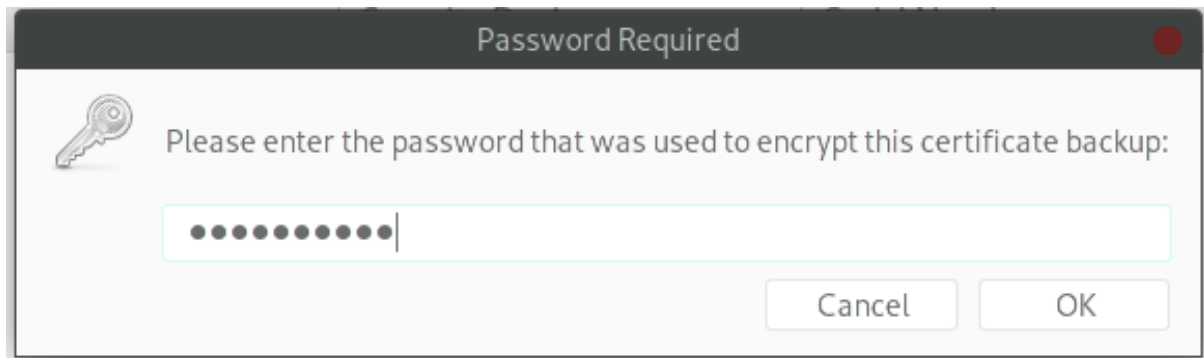 Password Required
Please enter the password that was used to encrypt this certificate backup:
●●●●●●●●●●
Cancel
OK